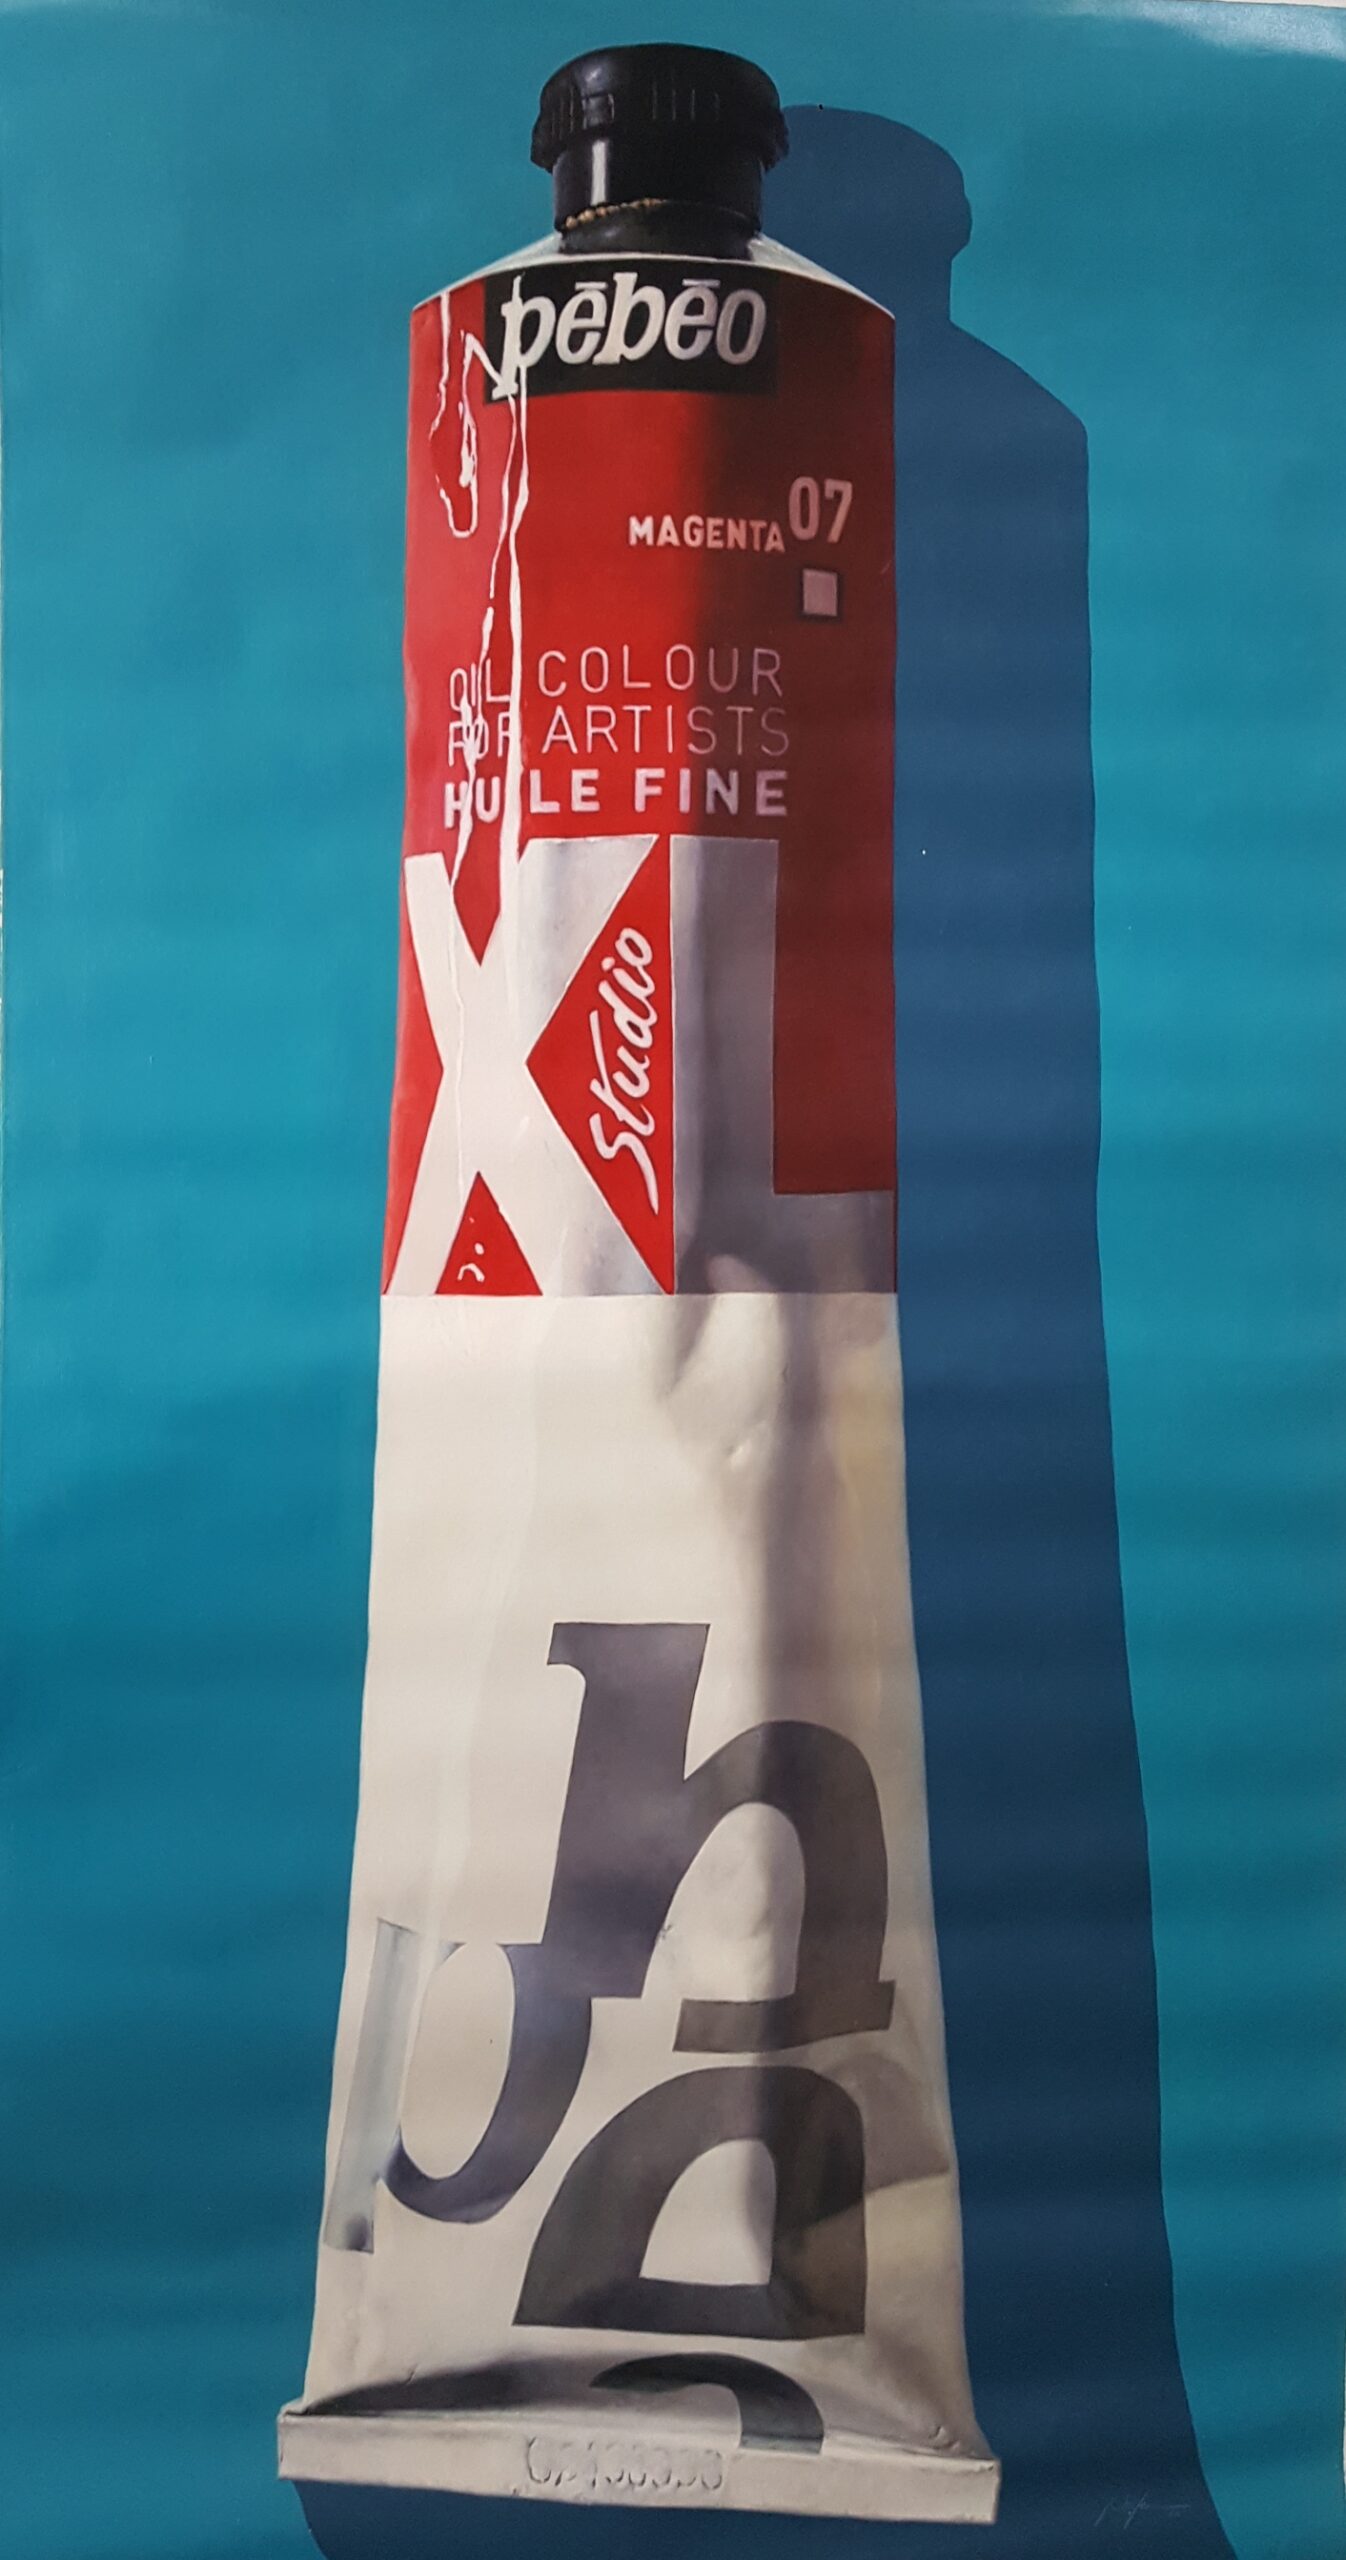 pēbēo
MAGENTA 07
OIL COLOUR
FOR ARTISTS
HUILE FINE
XL
Studio